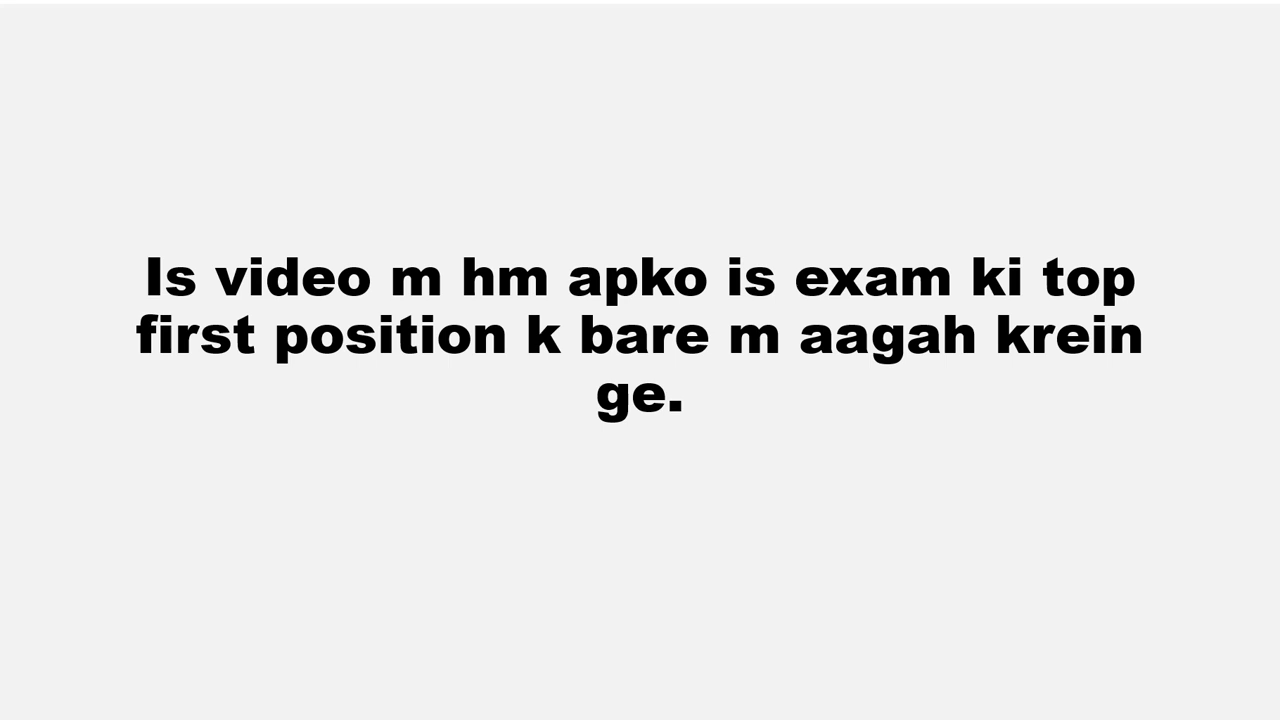 Is video m hm apko is exam ki top
first position k bare m aagah krein
ge.